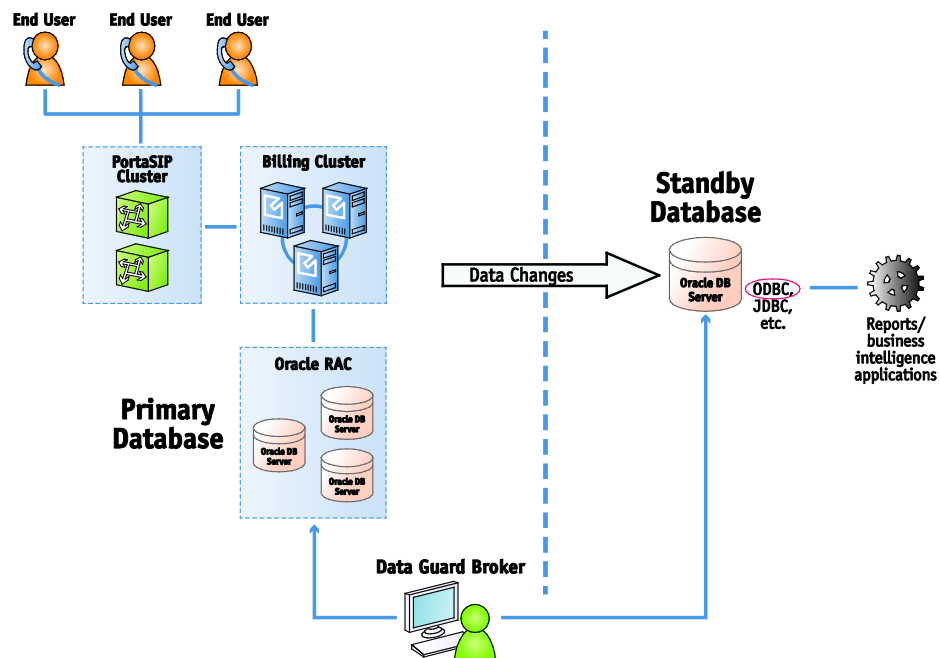 End User
End User
End User
PortaSIP
Cluster
Billing Cluster
Standby
Database
Data Changes
Oracle DB
Server
ODBC,
JDBC,
etc.
Reports/
business
intelligence
applications
Oracle RAC
Primary
Database
Oracle DB
Server
Oracle DB
Server
Oracle DB
Server
Data Guard Broker